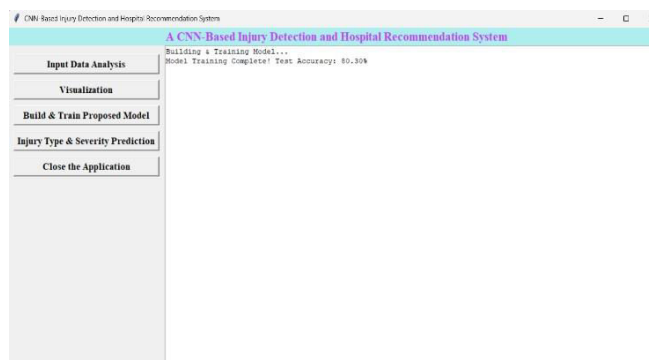 CNN-Based Injury Detection and Hospital Recommendation System
A CNN-Based Injury Detection and Hospital Recommendation System
Input Data Analysis
Visualization
Build & Train Proposed Model
Injury Type & Severity Prediction
Close the Application
Building & Training Model...
Model Training Complete! Test Accuracy: 80.30%